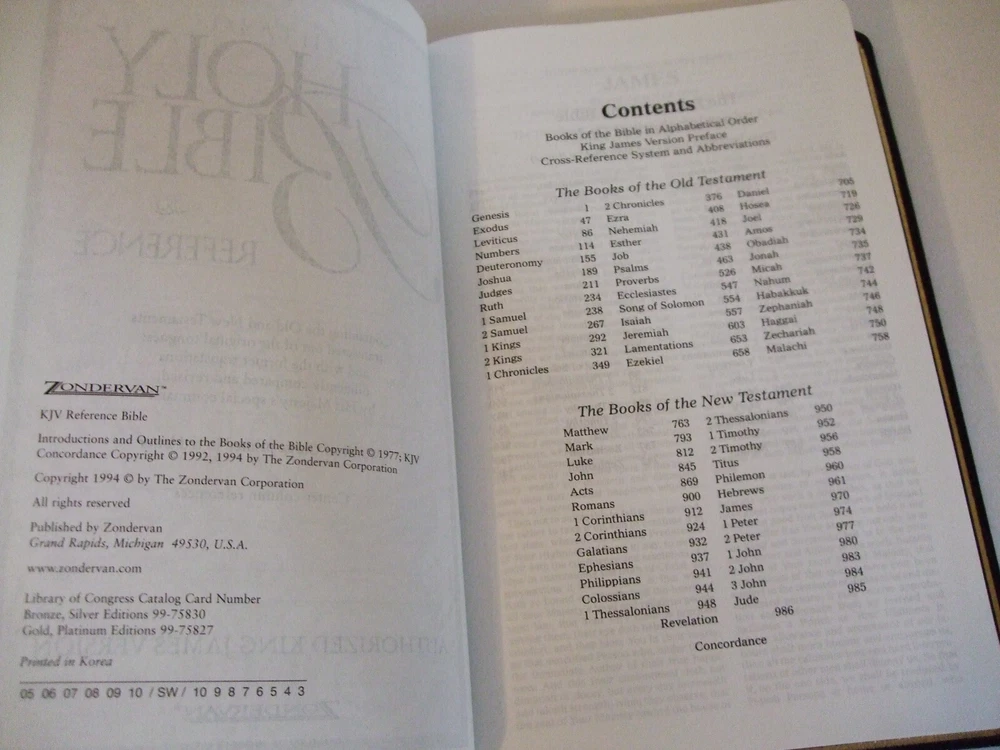 ZONDERVAN™
KJV Reference Bible
Introductions and Outlines to the Books of the Bible Copyright © 1977; KJV
Concordance Copyright © 1992, 1994 by The Zondervan Corporation
Copyright 1994 © by The Zondervan Corporation
All rights reserved
Published by Zondervan
Grand Rapids, Michigan 49530, U.S.A.
www.zondervan.com
Library of Congress Catalog Card Number
Bronze, Silver Editions 99-75830
Gold, Platinum Editions 99-75827
Printed in Korea
05 06 07 08 09 10 / SW / 10 9 8 7 6 5 4 3
Contents
Books of the Bible in Alphabetical Order
King James Version Preface
Cross-Reference System and Abbreviations
The Books of the Old Testament
Genesis 1 2 Chronicles 376 Daniel 705
Exodus 47 Ezra 408 Hosea 719
Leviticus 86 Nehemiah 418 Joel 726
Numbers 114 Esther 431 Amos 729
Deuteronomy 155 Job 438 Obadiah 734
Joshua 189 Psalms 463 Jonah 735
Judges 211 Proverbs 526 Micah 737
Ruth 234 Ecclesiastes 547 Nahum 742
1 Samuel 238 Song of Solomon 554 Habakkuk 744
2 Samuel 267 Isaiah 557 Zephaniah 746
1 Kings 292 Jeremiah 603 Haggai 748
2 Kings 321 Lamentations 653 Zechariah 750
1 Chronicles 349 Ezekiel 658 Malachi 758
The Books of the New Testament
Matthew 763 2 Thessalonians 950
Mark 793 1 Timothy 952
Luke 812 2 Timothy 956
John 845 Titus 958
Acts 869 Philemon 960
Romans 900 Hebrews 961
1 Corinthians 912 James 970
2 Corinthians 924 1 Peter 974
Galatians 932 2 Peter 977
Ephesians 937 1 John 980
Philippians 941 2 John 983
Colossians 944 3 John 984
1 Thessalonians 948 Jude 985
Revelation 986
Concordance